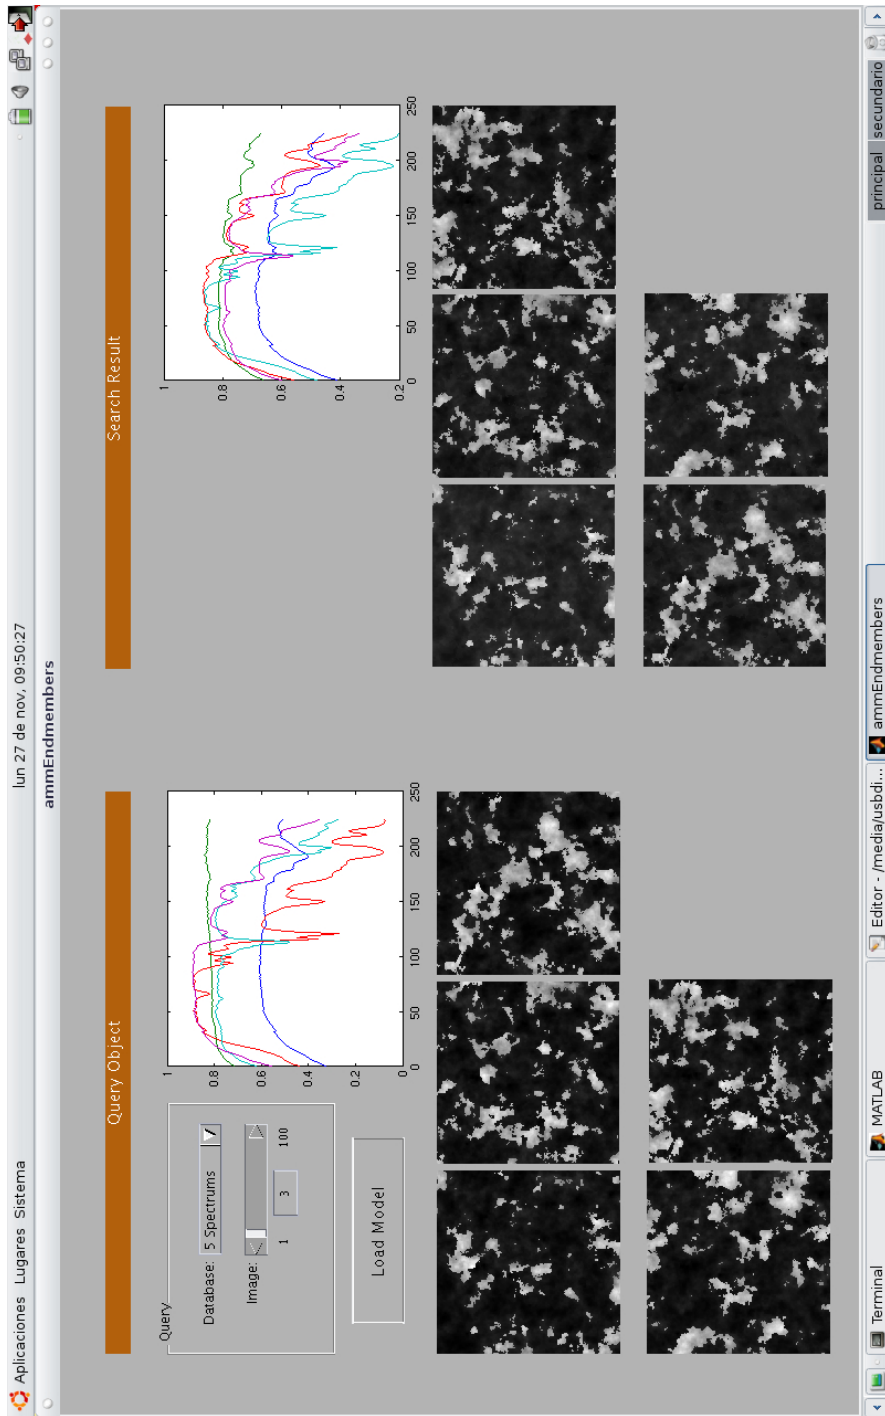 Aplicaciones Lugares Sistema
lun 27 de nov, 09:50:27
ammEndmembers
Query Object
Search Result
Query
Database: 5 Spectrums
Image:
1 3 100
Load Model
1
0.8
0.6
0.4
0.2
0
0 50 100 150 200 250
1
0.8
0.6
0.4
0.2
0 50 100 150 200 250
Terminal
MATLAB
Editor - /media/usbdi...
ammEndmembers
principal
secundario